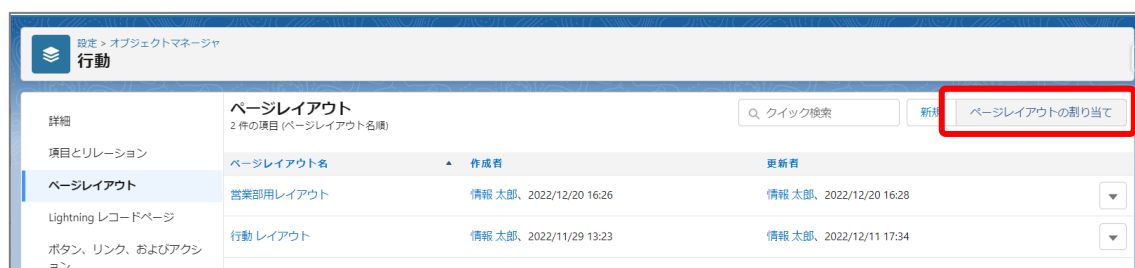 設定 > オブジェクトマネージャ
行動
詳細
項目とリレーション
ページレイアウト
Lightning レコードページ
ボタン、リンク、およびアクシ
ョン
ページレイアウト
2 件の項目 (ページレイアウト名順)
クイック検索
新規
ページレイアウトの割り当て
ページレイアウト名 作成者 更新者
営業部用レイアウト 情報 太郎、2022/12/20 16:26 情報 太郎、2022/12/20 16:28
行動 レイアウト 情報 太郎、2022/11/29 13:23 情報 太郎、2022/12/11 17:34